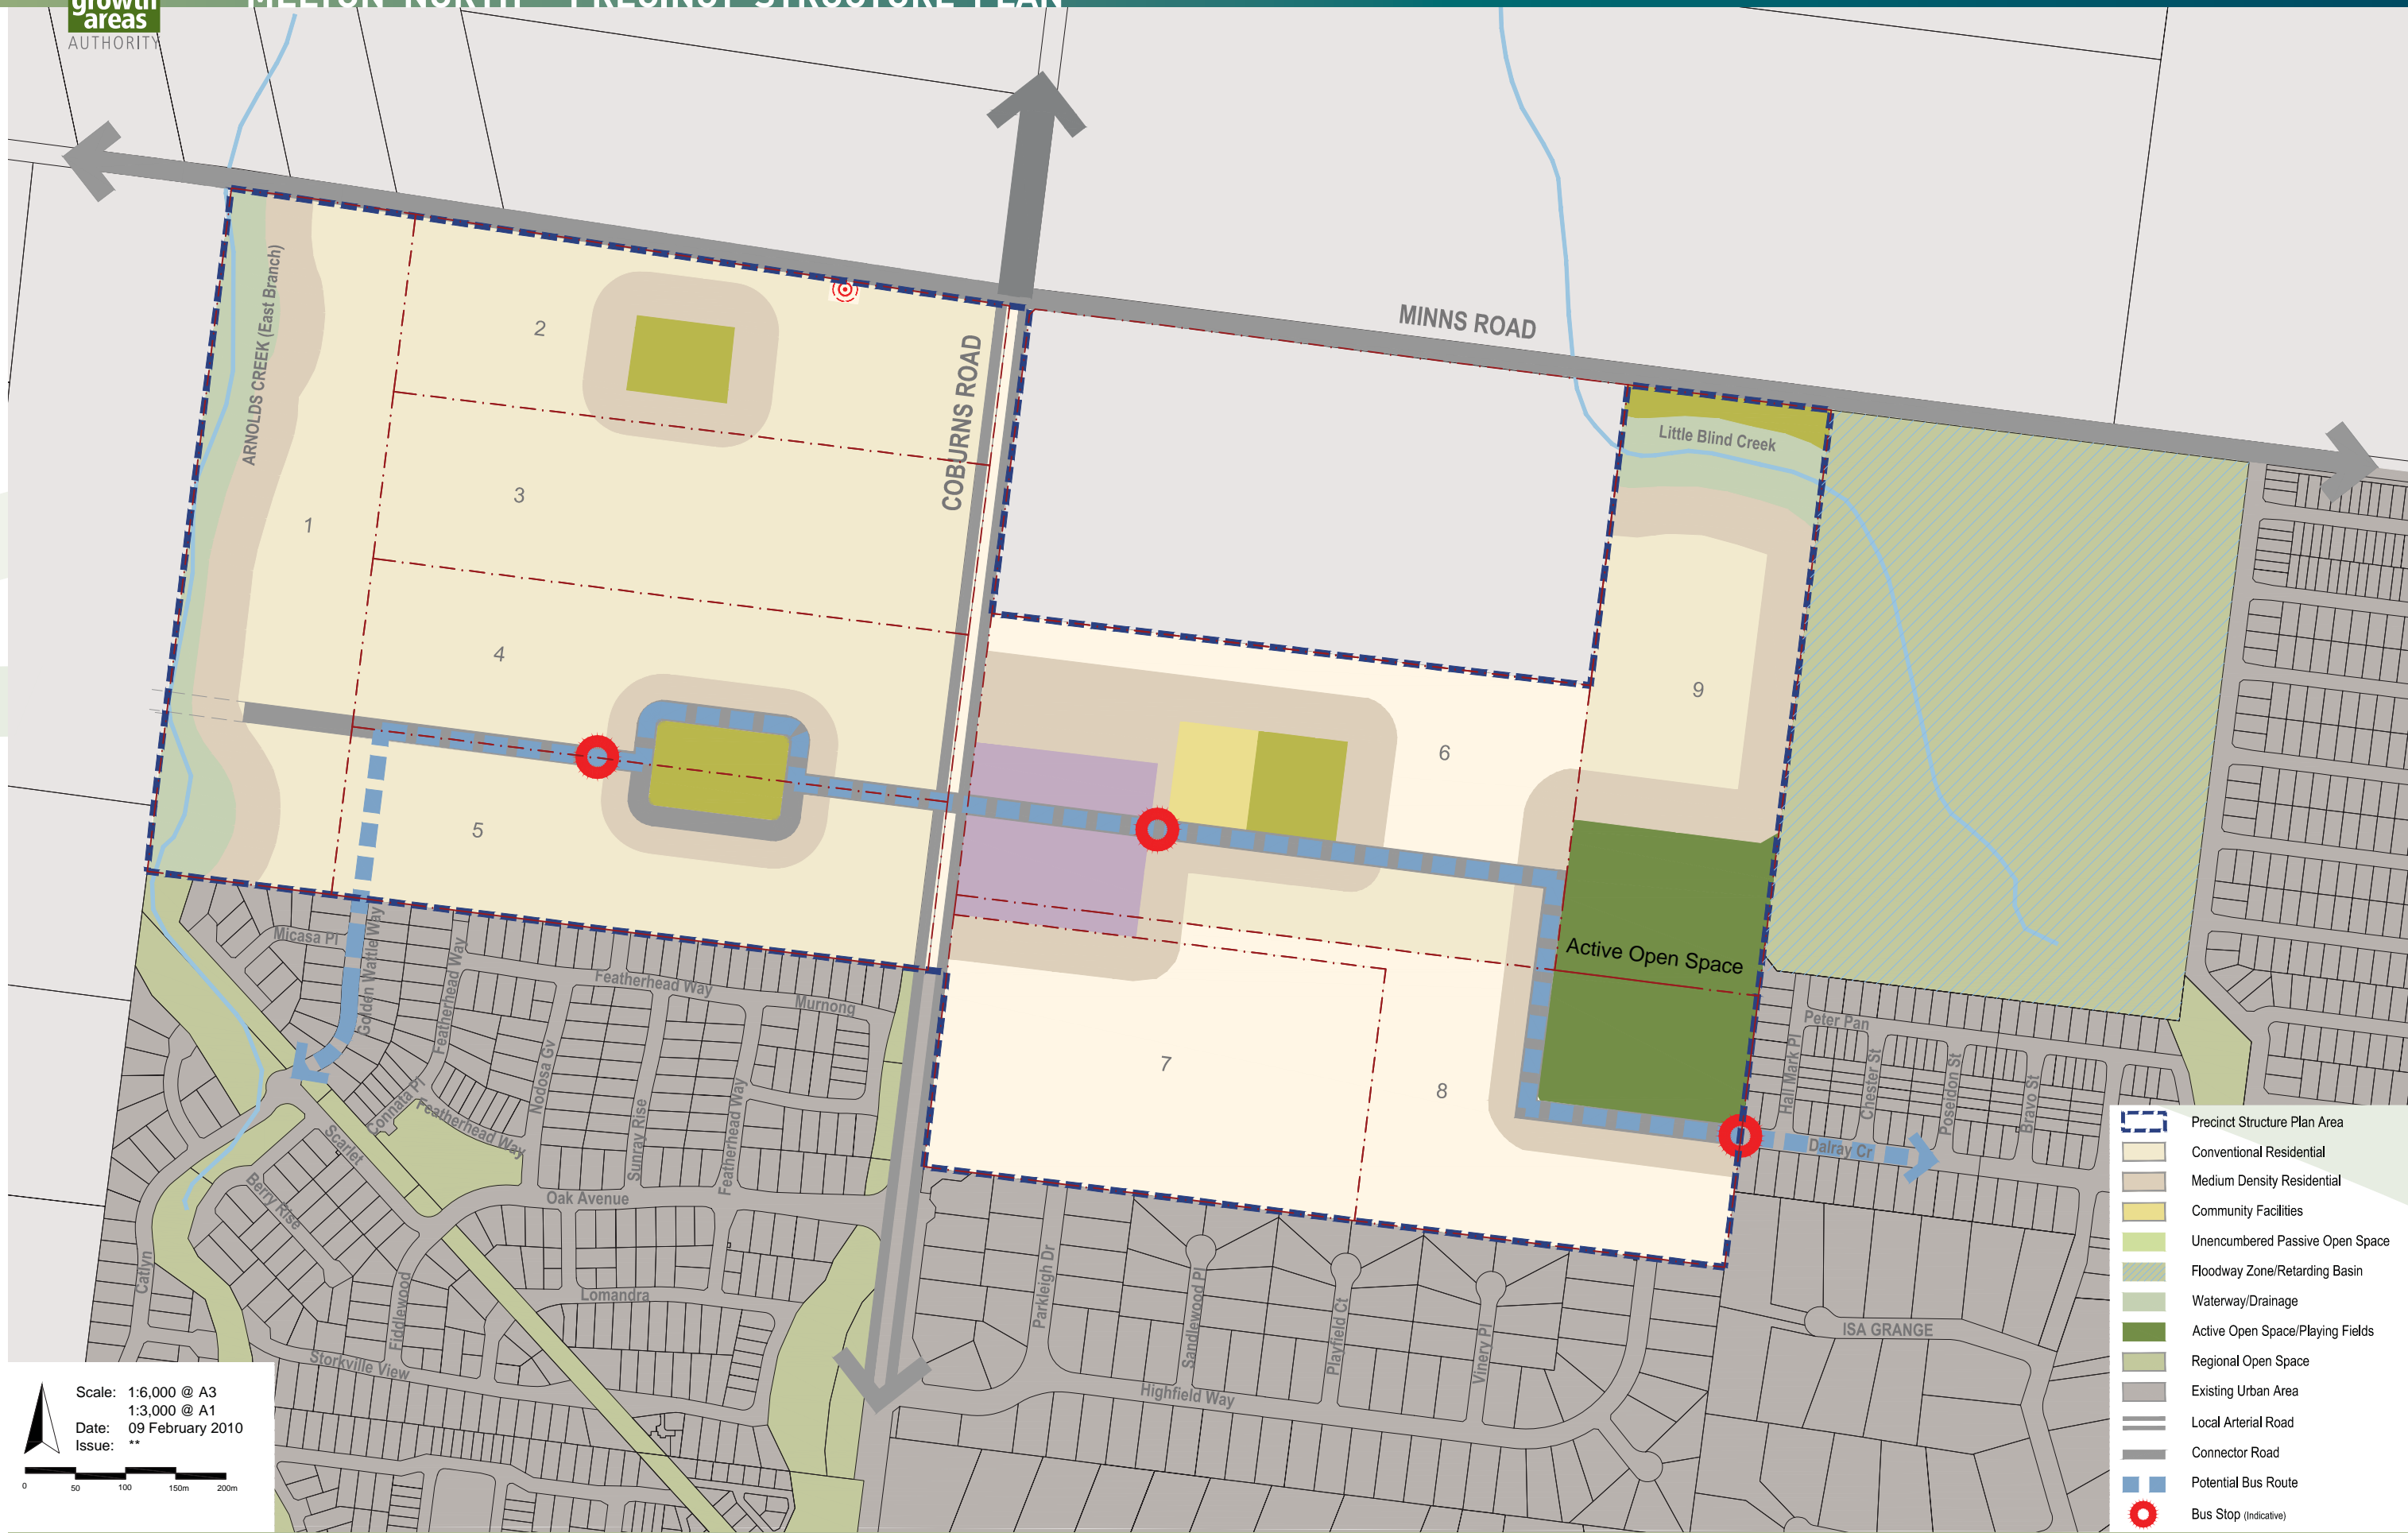 growth
areas
AUTHORITY
MELTON NORTH PRECINCT STRUCTURE PLAN
ARNOLDS CREEK (East Branch)
COBURNS ROAD
MINNS ROAD
Little Blind Creek
1
2
3
4
5
6
7
8
9
Active Open Space
Micasa Pl
Golden Wattle Way
Featherhead Way
Featherhead Way
Murnong
Nodosa Gv
Sunray Rise
Featherhead Way
Connata Pl
Featherhead Way
Scarlet
Berry Rise
Oak Avenue
Catlyn
Fiddlewood
Lomandra
Storkville View
Parkleigh Dr
Sandlewood Pl
Playfield Ct
Vinery Pl
Highfield Way
Peter Pan
Hall Mark Pl
Chester St
Poseidon St
Bravo St
Dalray Cr
ISA GRANGE
Scale: 1:6,000 @ A3
1:3,000 @ A1
Date: 09 February 2010
Issue: **
0 50 100 150m 200m
Precinct Structure Plan Area
Conventional Residential
Medium Density Residential
Community Facilities
Unencumbered Passive Open Space
Floodway Zone/Retarding Basin
Waterway/Drainage
Active Open Space/Playing Fields
Regional Open Space
Existing Urban Area
Local Arterial Road
Connector Road
Potential Bus Route
Bus Stop (Indicative)